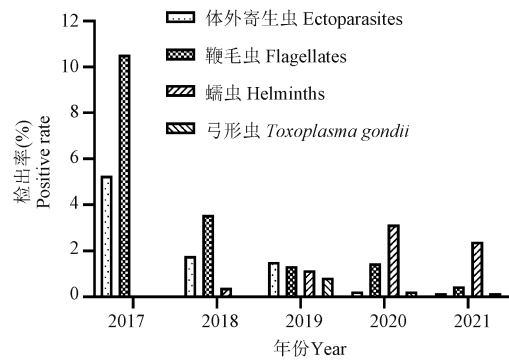 体外寄生虫 Ectoparasites
鞭毛虫 Flagellates
蠕虫 Helminths
弓形虫 Toxoplasma gondii
检出率(%)
Positive rate
12
10
8
6
4
2
0
2017 2018 2019 2020 2021
年份Year